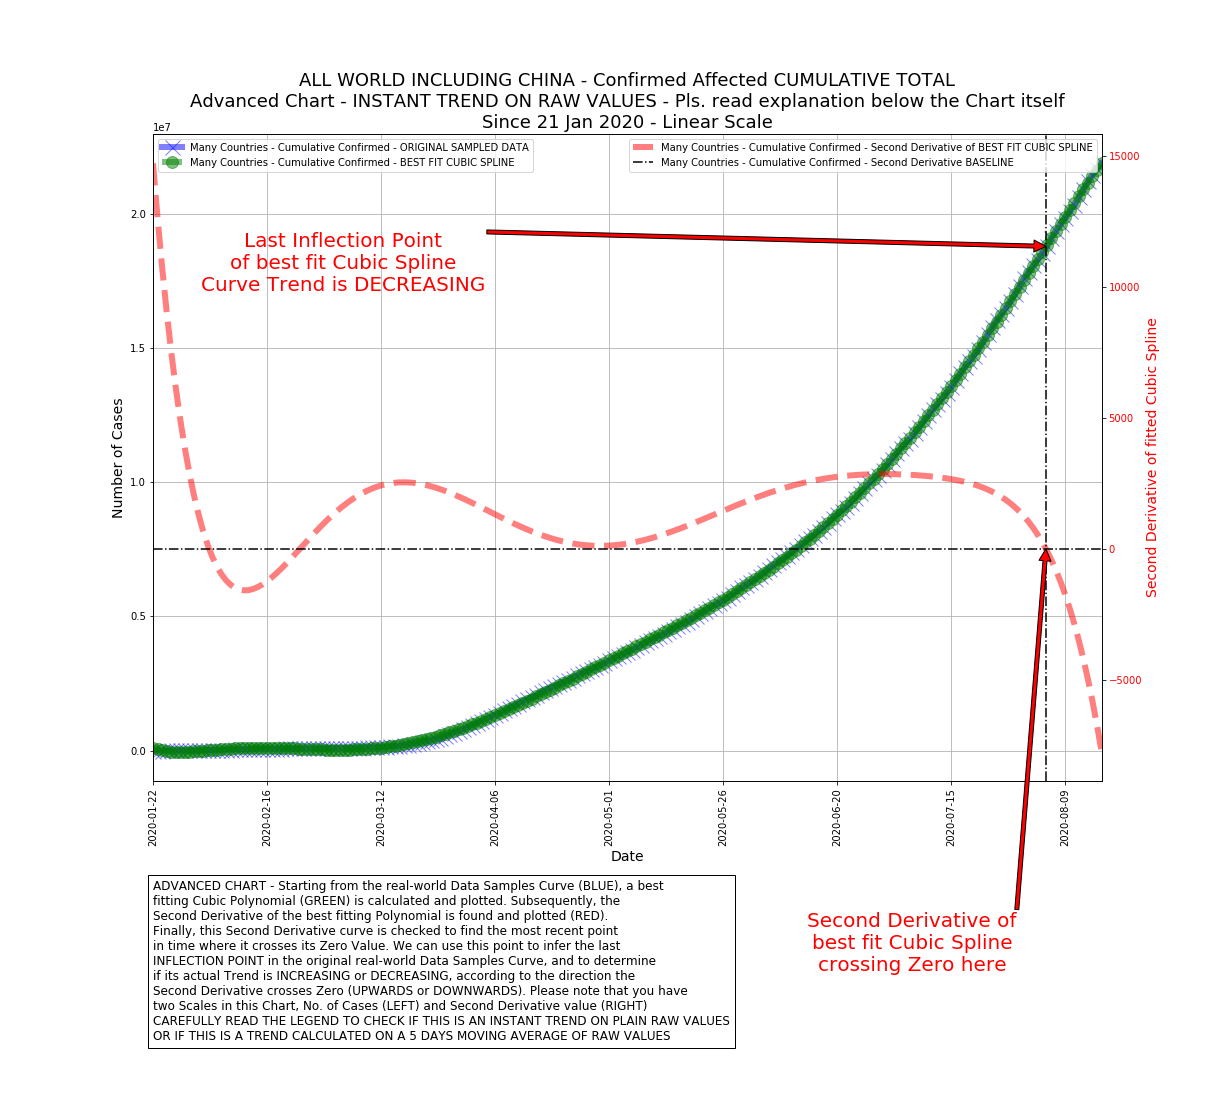 ALL WORLD INCLUDING CHINA - Confirmed Affected CUMULATIVE TOTAL
Advanced Chart - INSTANT TREND ON RAW VALUES - Pls. read explanation below the Chart itself
Since 21 Jan 2020 - Linear Scale
1e7
Many Countries - Cumulative Confirmed - ORIGINAL SAMPLED DATA
Many Countries - Cumulative Confirmed - BEST FIT CUBIC SPLINE
Many Countries - Cumulative Confirmed - Second Derivative of BEST FIT CUBIC SPLINE
Many Countries - Cumulative Confirmed - Second Derivative BASELINE
Last Inflection Point
of best fit Cubic Spline
Curve Trend is DECREASING
Number of Cases
2.0
1.5
1.0
0.5
0.0
15000
10000
5000
0
−5000
Second Derivative of fitted Cubic Spline
2020-01-22
2020-02-16
2020-03-12
2020-04-06
2020-05-01
2020-05-26
2020-06-20
2020-07-15
2020-08-09
Date
ADVANCED CHART - Starting from the real-world Data Samples Curve (BLUE), a best
fitting Cubic Polynomial (GREEN) is calculated and plotted. Subsequently, the
Second Derivative of the best fitting Polynomial is found and plotted (RED).
Finally, this Second Derivative curve is checked to find the most recent point
in time where it crosses its Zero Value. We can use this point to infer the last
INFLECTION POINT in the original real-world Data Samples Curve, and to determine
if its actual Trend is INCREASING or DECREASING, according to the direction the
Second Derivative crosses Zero (UPWARDS or DOWNWARDS). Please note that you have
two Scales in this Chart, No. of Cases (LEFT) and Second Derivative value (RIGHT)
CAREFULLY READ THE LEGEND TO CHECK IF THIS IS AN INSTANT TREND ON PLAIN RAW VALUES
OR IF THIS IS A TREND CALCULATED ON A 5 DAYS MOVING AVERAGE OF RAW VALUES
Second Derivative of
best fit Cubic Spline
crossing Zero here